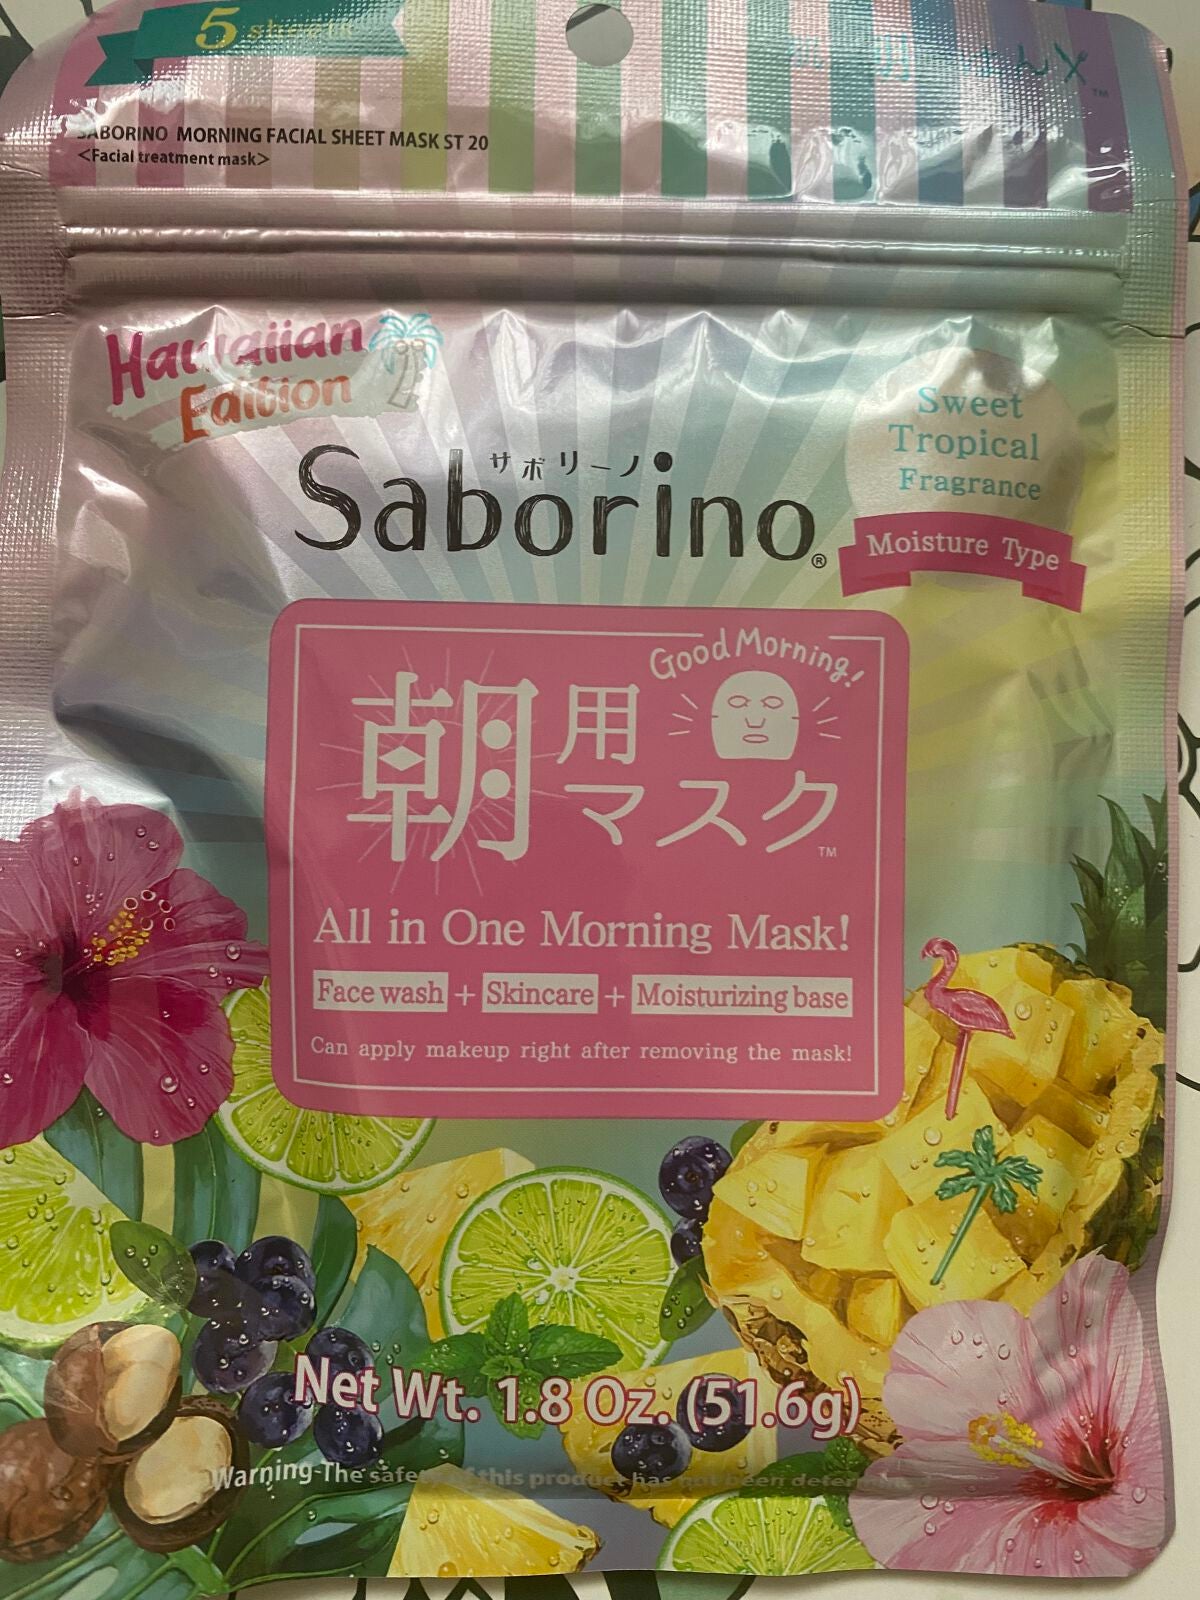 5 sheets
SABORINO MORNING FACIAL SHEET MASK ST 20
<Facial treatment mask>
Hawaiian
Edition
Sweet
Tropical
Fragrance
サボリーノ
Saborino®
Moisture Type
Good Morning!
朝用
マスク™
All in One Morning Mask!
Face wash + Skincare + Moisturizing base
Can apply makeup right after removing the mask!
Net Wt. 1.8 Oz. (51.6g)
Warning-The safety of this product has not been determined.